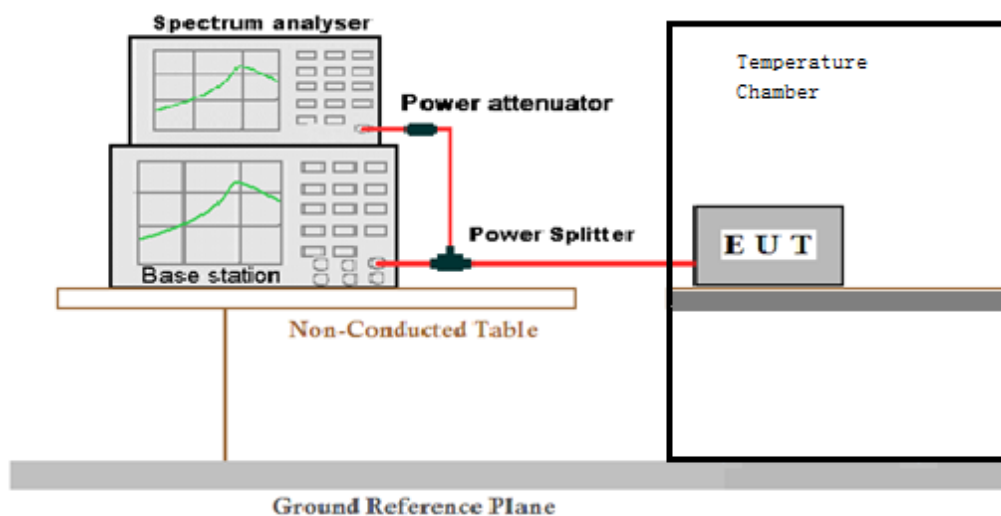 Spectrum analyser
Temperature
Chamber
Power attenuator
Power Splitter
E U T
Base station
Non-Conducted Table
Ground Reference Plane